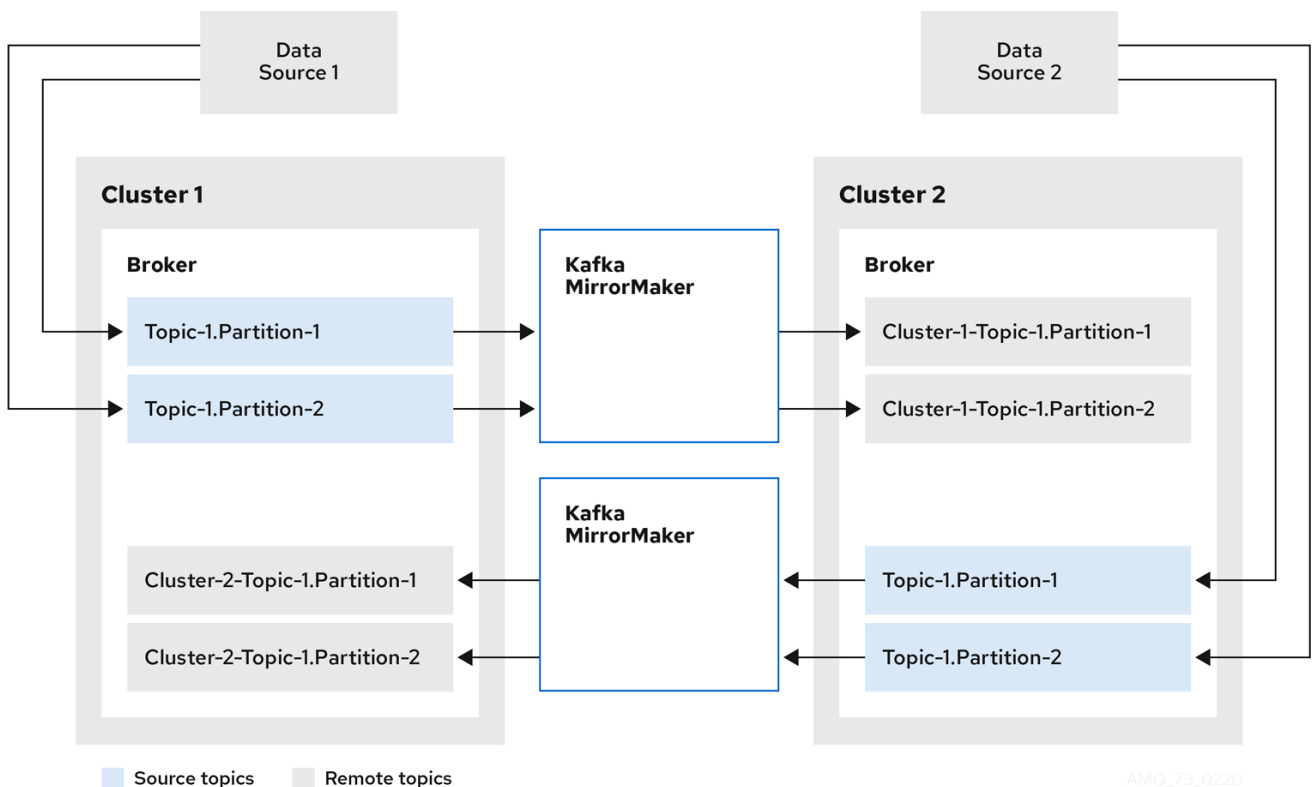 Data
Source 1
Data
Source 2
Cluster 1
Cluster 2
Broker
Kafka
MirrorMaker
Broker
Topic-1.Partition-1
Cluster-1-Topic-1.Partition-1
Topic-1.Partition-2
Cluster-1-Topic-1.Partition-2
Kafka
MirrorMaker
Cluster-2-Topic-1.Partition-1
Topic-1.Partition-1
Cluster-2-Topic-1.Partition-2
Topic-1.Partition-2
Source topics
Remote topics
AMQ_73_0220